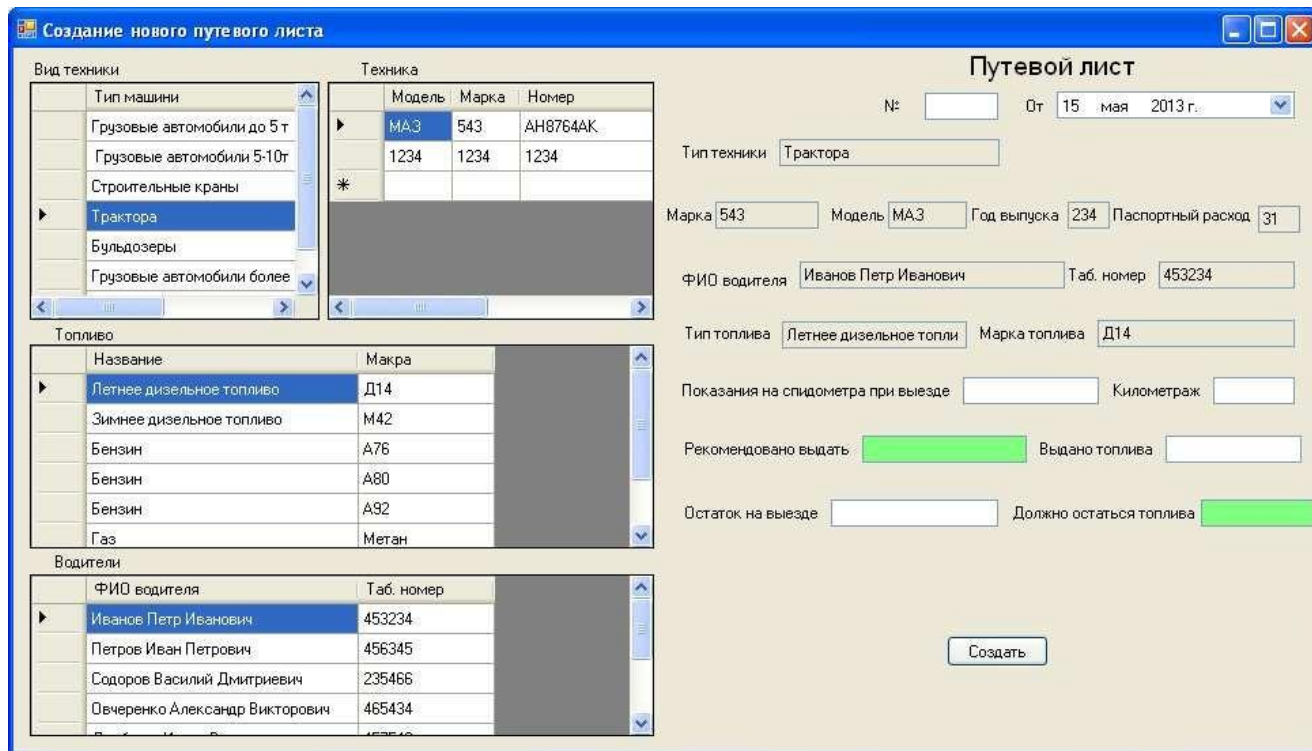 Создание нового путевого листа
Вид техники
Тип машини
Грузовые автомобили до 5 т
Грузовые автомобили 5-10т
Строительные краны
Трактора
Бульдозеры
Грузовые автомобили более
Техника
Модель Марка Номер
МАЗ 543 АН8764АК
1234 1234 1234
Топливо
Название Макра
Летнее дизельное топливо Д14
Зимнее дизельное топливо М42
Бензин А76
Бензин А80
Бензин А92
Газ Метан
Водители
ФИО водителя Таб. номер
Иванов Петр Иванович 453234
Петров Иван Петрович 456345
Содоров Василий Дмитриевич 235466
Овчеренко Александр Викторович 465434
Путевой лист
№ От 15 мая 2013 г.
Тип техники Трактора
Марка 543 Модель МАЗ Год выпуска 234 Паспортный расход 31
ФИО водителя Иванов Петр Иванович Таб. номер 453234
Тип топлива Летнее дизельное топли Марка топлива Д14
Показания на спидометра при выезде Километраж
Рекомендовано выдать Выдано топлива
Остаток на выезде Должно остаться топлива
Создать